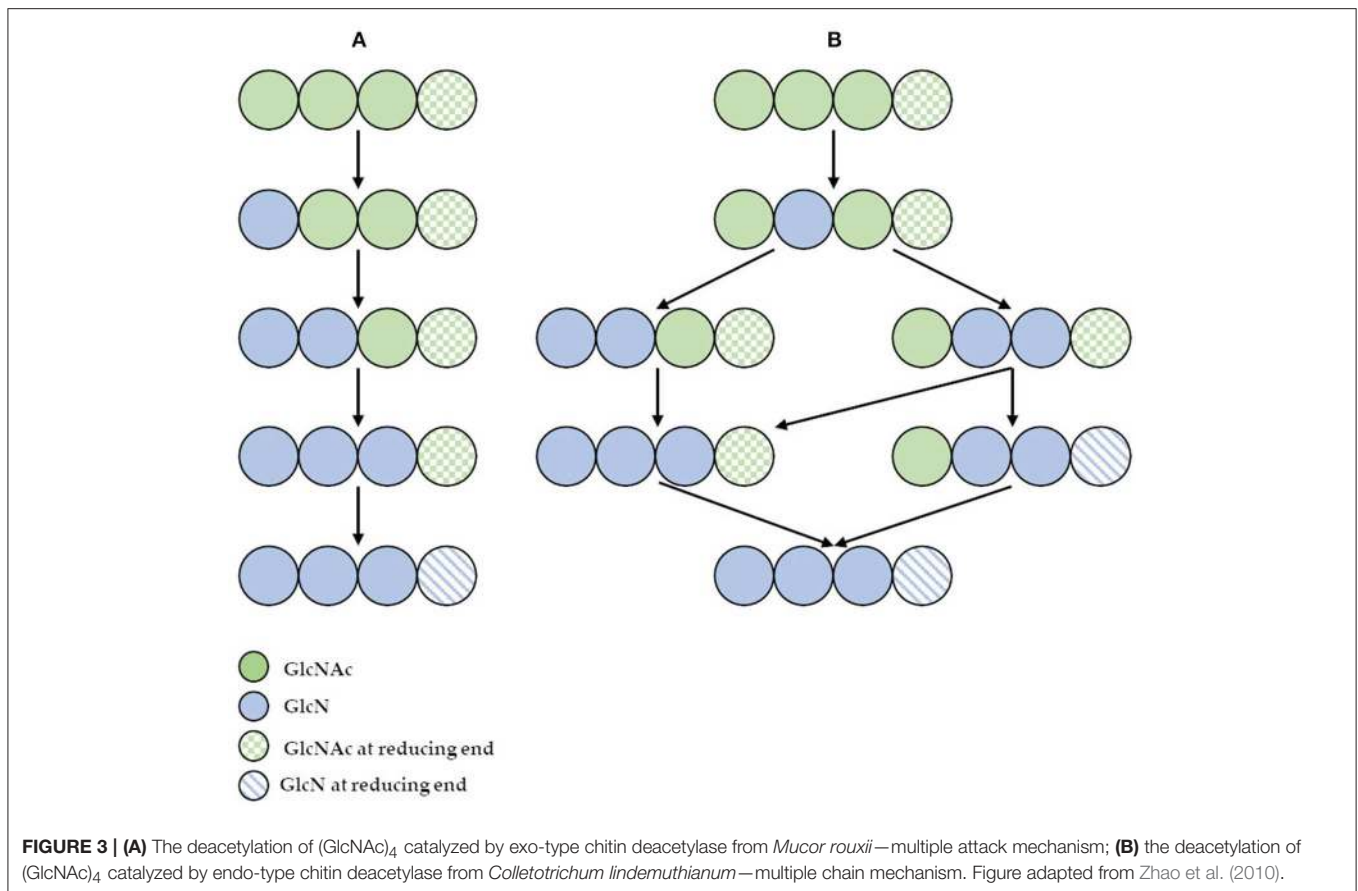 A
B
GlcNAc
GlcN
GlcNAc at reducing end
GlcN at reducing end
FIGURE 3 | (A) The deacetylation of (GlcNAc)4 catalyzed by exo-type chitin deacetylase from Mucor rouxii—multiple attack mechanism; (B) the deacetylation of
(GlcNAc)4 catalyzed by endo-type chitin deacetylase from Colletotrichum lindemuthianum—multiple chain mechanism. Figure adapted from Zhao et al. (2010).